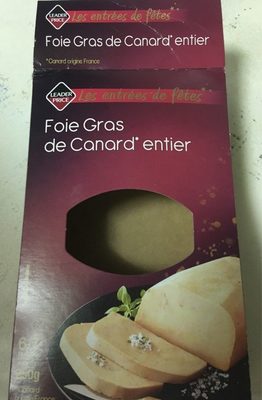 LEADER
PRICE
Les entrées de fêtes
Foie Gras de Canard* entier
*Canard origine France
LEADER
PRICE
Les entrées de fêtes
Foie Gras
de Canard* entier